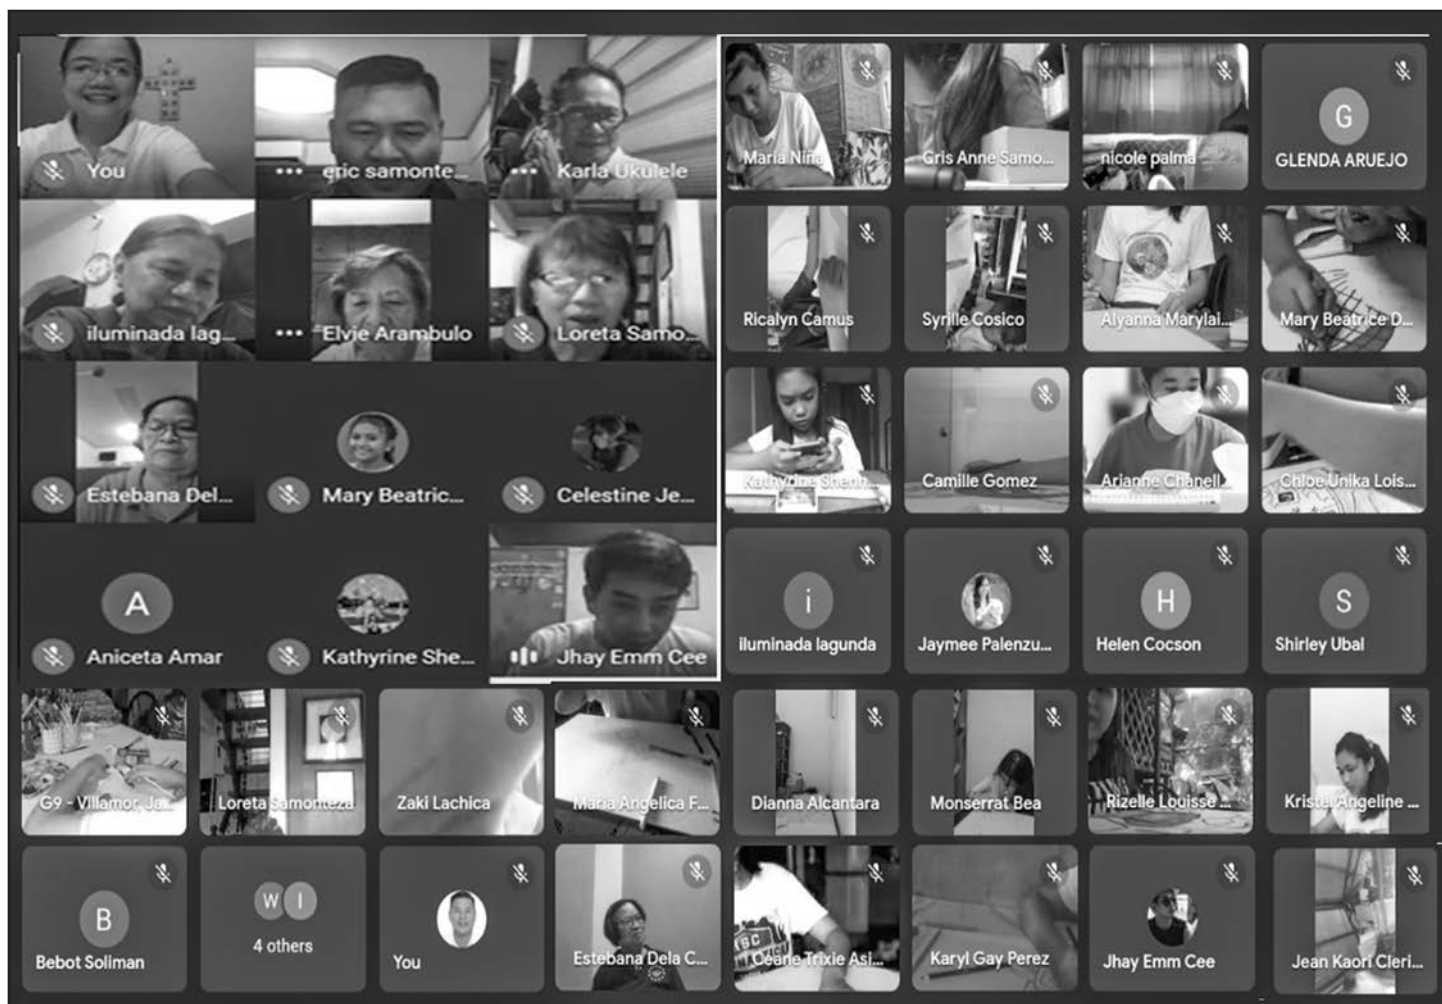 You
eric samonte...
Karla Ukulele
iluminada lag...
Elvie Arambulo
Loreta Samo...
Estebana Del...
Mary Beatric...
Celestine Je...
A
Aniceta Amar
Kathyrine She...
Jhay Emm Cee
Maria Niña
Cris Anne Samo...
nicole palma
G
GLENDA ARUEJO
Ricalyn Camus
Syrille Cosico
Alyanna Marylai...
Mary Beatrice D...
Kathyrine Shenh...
Camille Gomez
Arianne Chanell...
Chloe Unika Lois...
i
iluminada lagunda
Jaymee Palenzu...
H
Helen Cocson
S
Shirley Ubal
G9 - Villamor, Ja...
Loreta Samonteza
Zaki Lachica
Maria Angelica F...
Dianna Alcantara
Monserrat Bea
Rizelle Louisse ...
Kristel Angeline ...
B
Bebot Soliman
W I
4 others
You
Estebana Dela C...
Ceane Trixie Asi...
Karyl Gay Perez
Jhay Emm Cee
Jean Kaori Cleri...